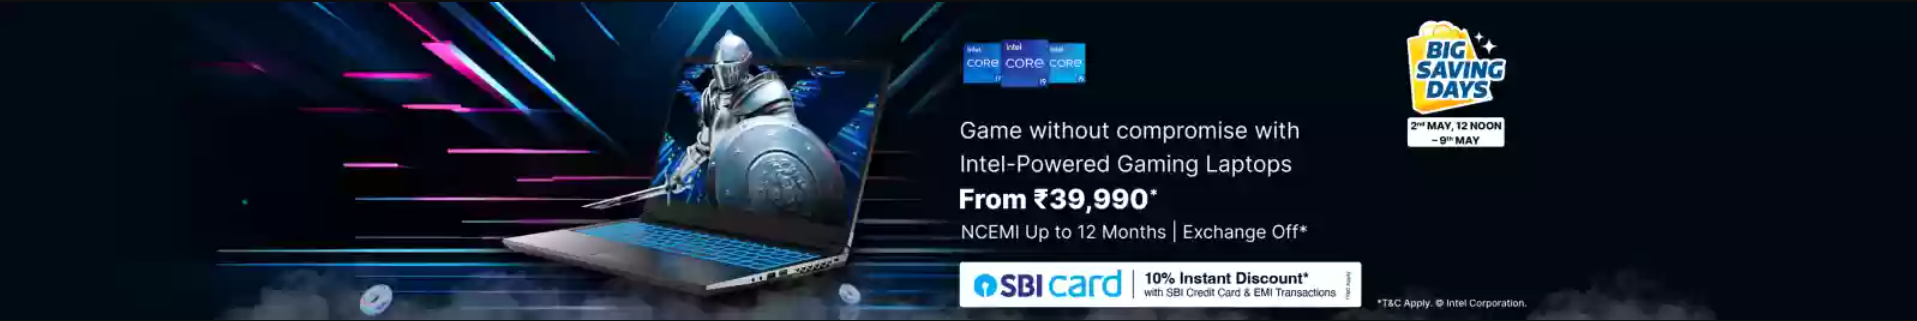 intel intel intel
CORE CORE CORE
i7 i9 i5
Game without compromise with
Intel-Powered Gaming Laptops
From ₹39,990*
NCEMI Up to 12 Months | Exchange Off*
SBI card
10% Instant Discount*
with SBI Credit Card & EMI Transactions
*T&C Apply
BIG
SAVING
DAYS
2nd MAY, 12 NOON
- 9th MAY
*T&C Apply. © Intel Corporation.